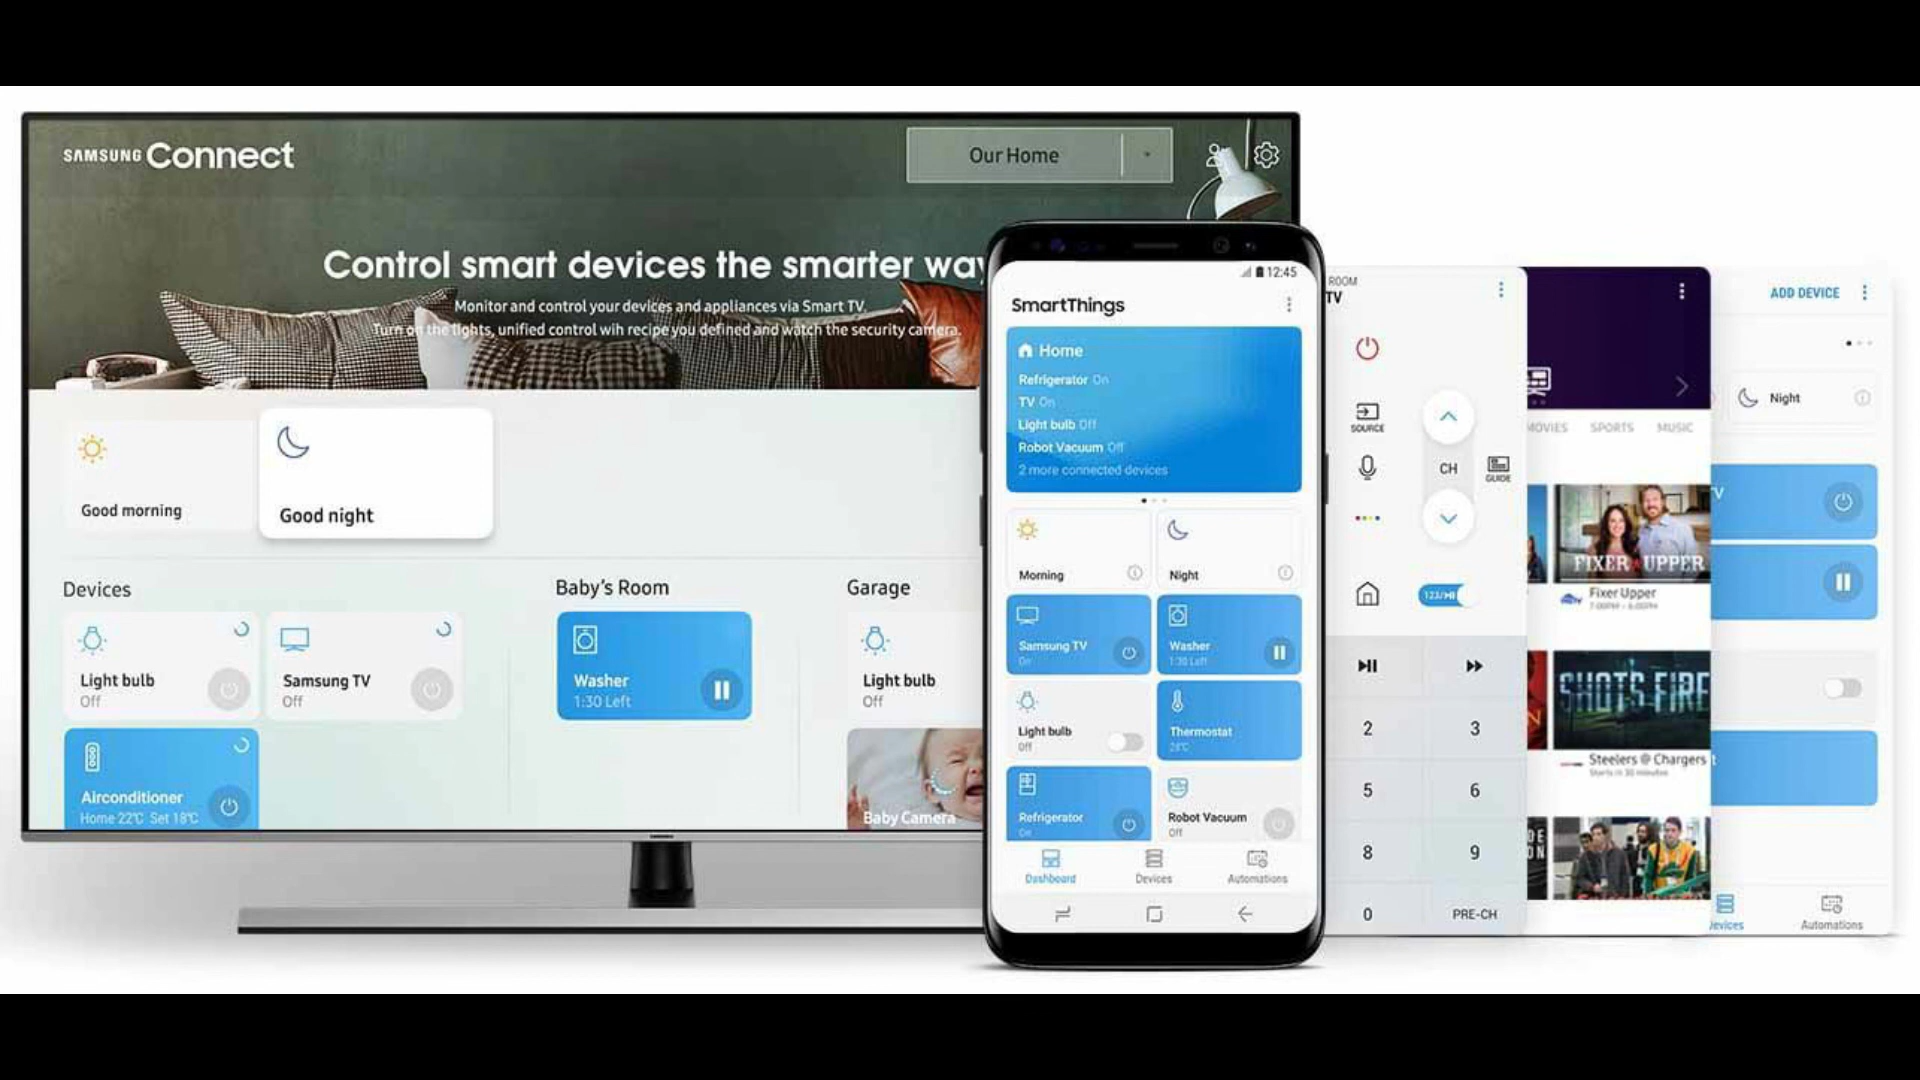 SAMSUNG Connect
Our Home
Control smart devices the smarter way
Monitor and control your devices and appliances via Smart TV.
Turn on the lights, unified control wih recipe you defined and watch the security camera.
Good morning
Good night
Devices
Light bulb
Off
Samsung TV
Off
Airconditioner
Home 22℃ Set 18℃
Baby's Room
Washer
1:30 Left
Garage
Light bulb
Off
Baby Camera
12:45
SmartThings
Home
Refrigerator On
TV On
Light bulb Off
Robot Vacuum Off
2 more connected devices
Morning
Night
Samsung TV
On
Washer
1:30 Left
Light bulb
Off
Thermostat
Refrigerator
On
Robot Vacuum
Off
Dashboard
Devices
Automations
ROOM
TV
SOURCE
CH
GUIDE
2
3
5
6
8
9
0
PRE-CH
MOVIES SPORTS MUSIC
FIXER UPPER
Fixer Upper
SHOTS FIRE
Steelers @ Chargers
Starts in 30 minutes
ADD DEVICE
Night
Automations